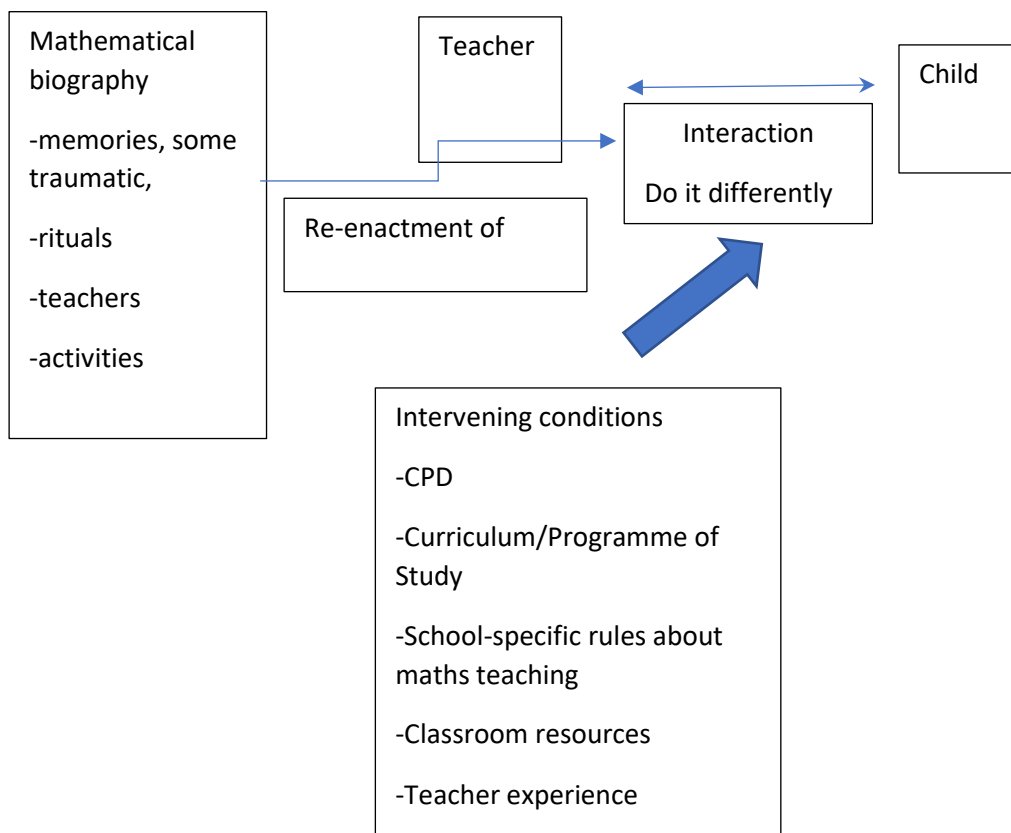 Mathematical
biography
-memories, some
traumatic,
-rituals
-teachers
-activities
Teacher
Re-enactment of
Interaction
Do it differently
Child
Intervening conditions
-CPD
-Curriculum/Programme of
Study
-School-specific rules about
maths teaching
-Classroom resources
-Teacher experience